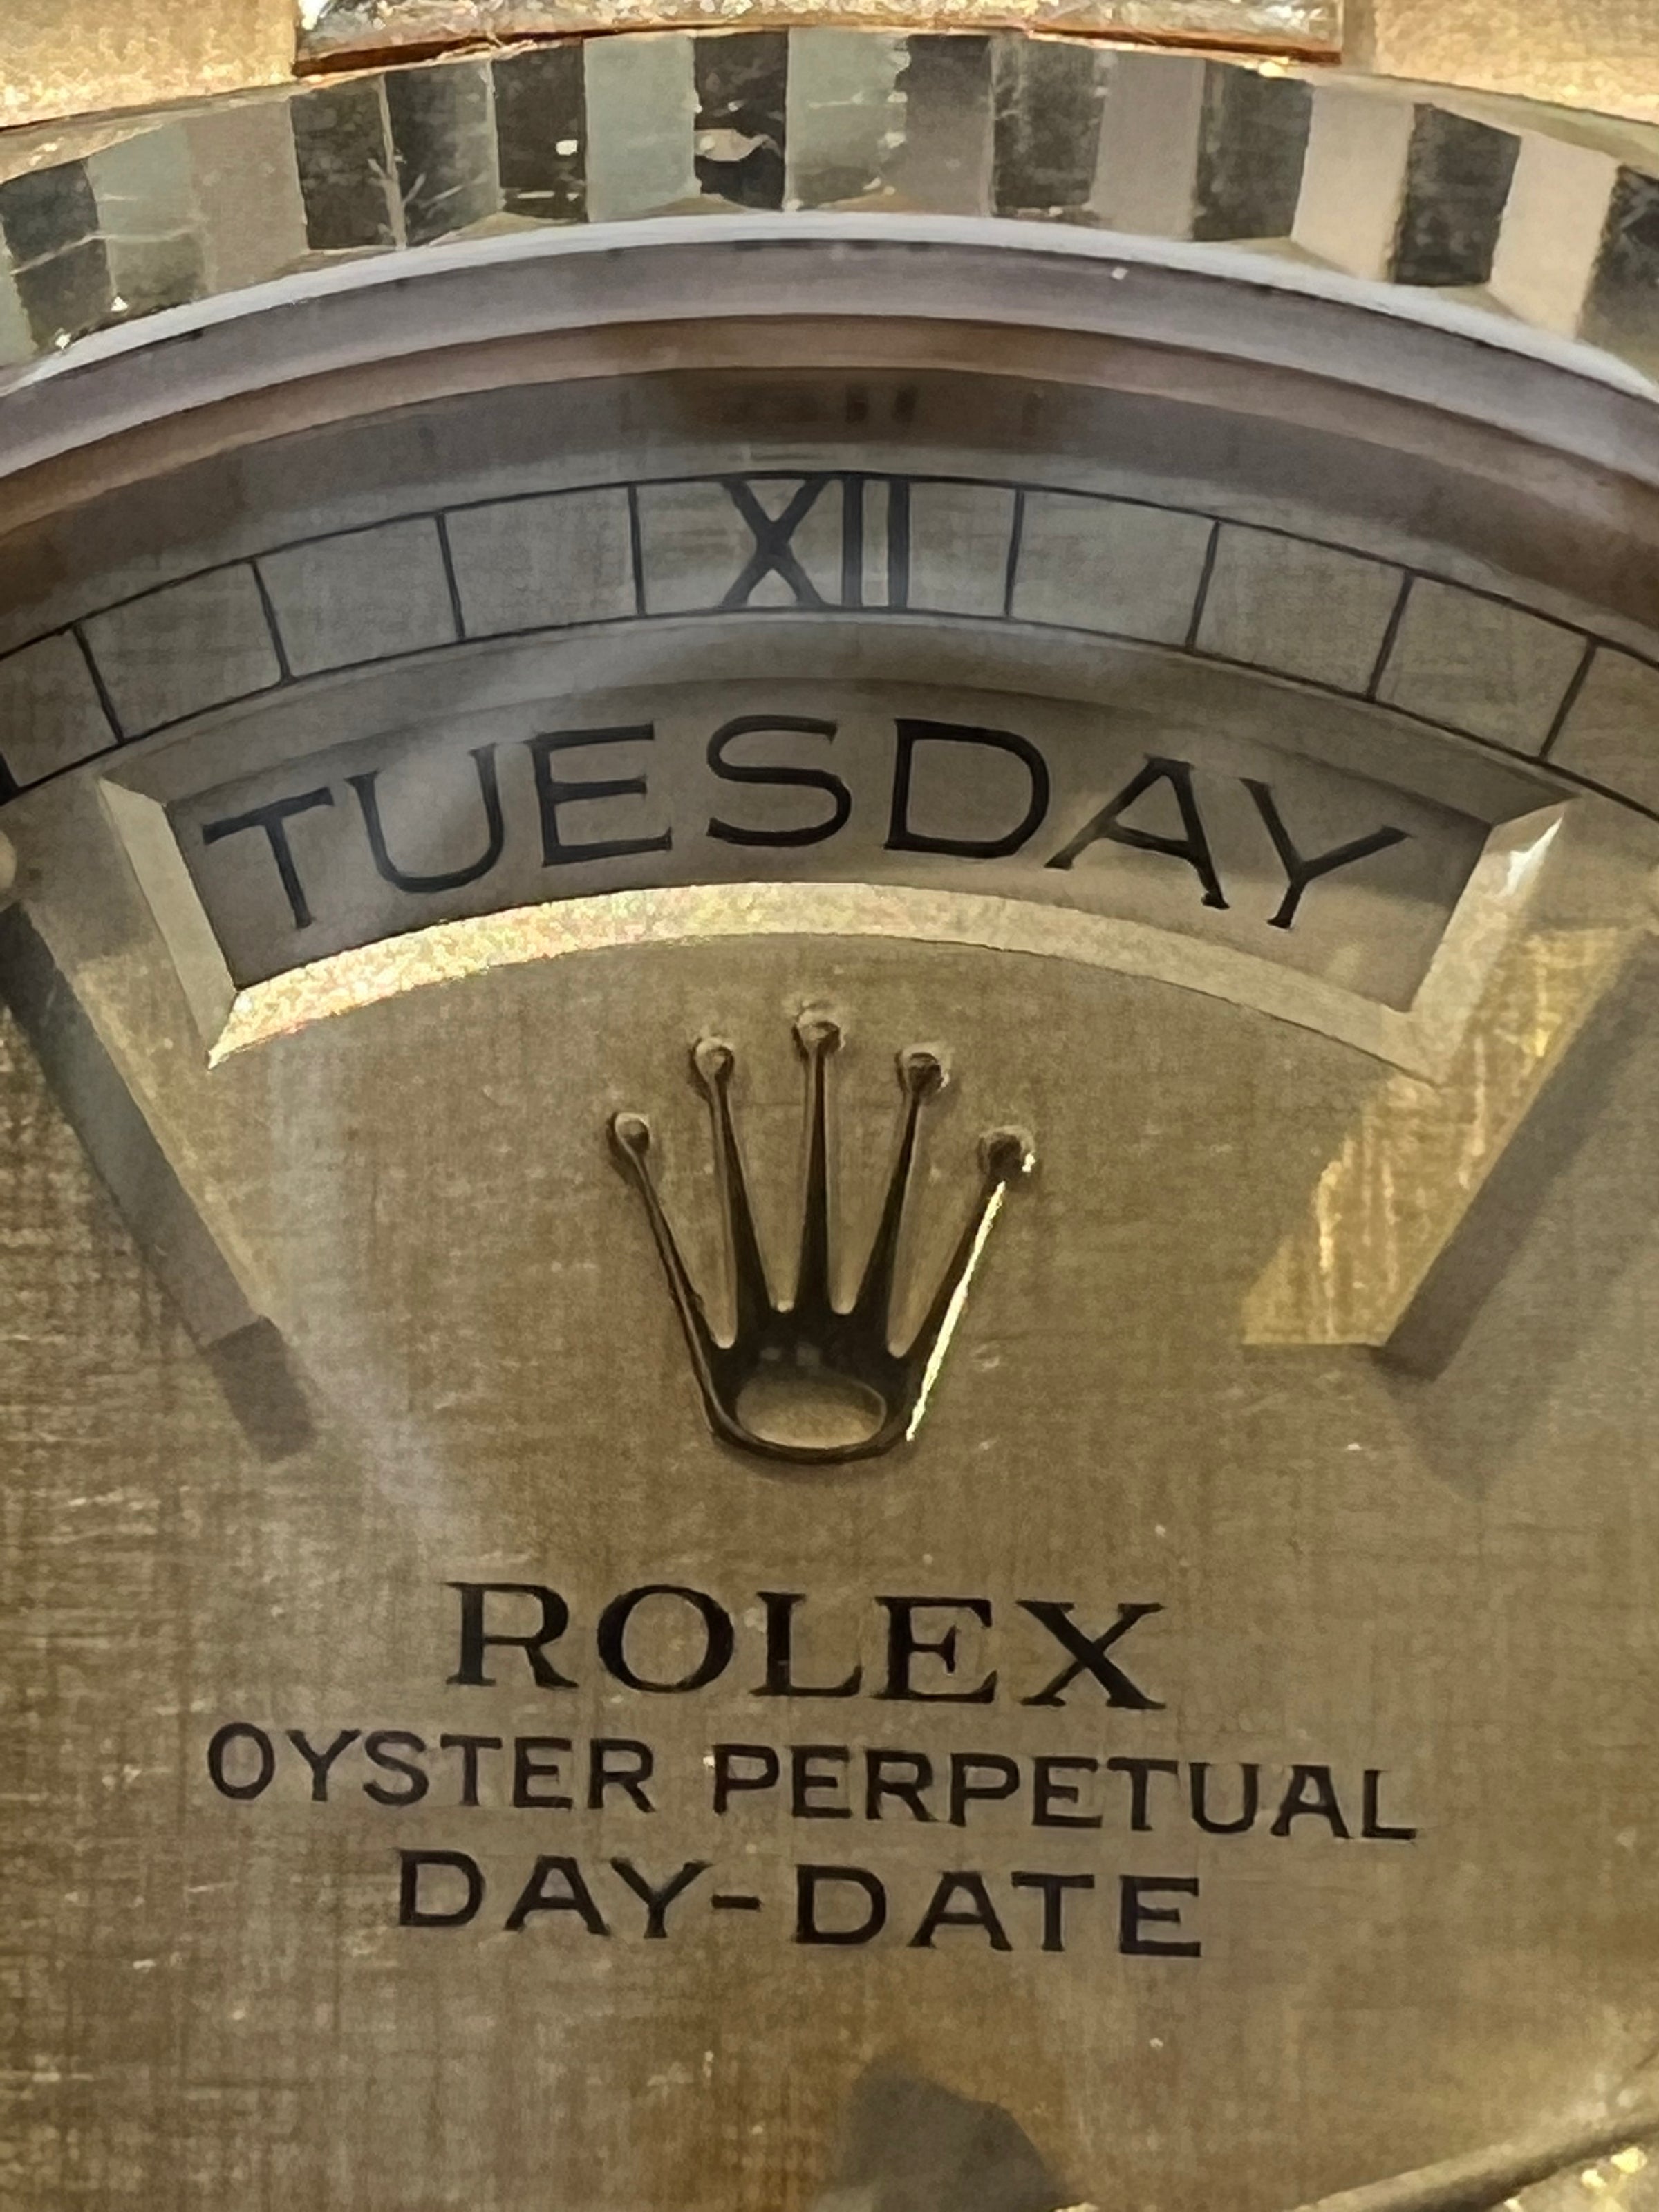 XII
TUESDAY
ROLEX
OYSTER PERPETUAL
DAY-DATE